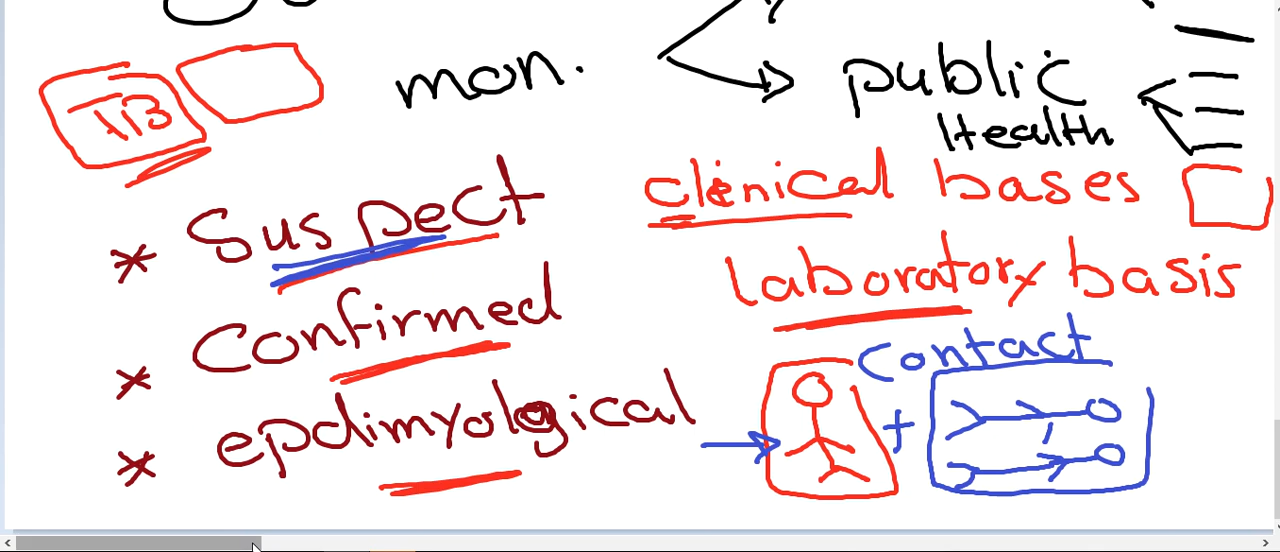 TB
mon.
public
Health
* Suspect
clinical bases
* Confirmed
laboratory basis
* epdimyological
Contact
+